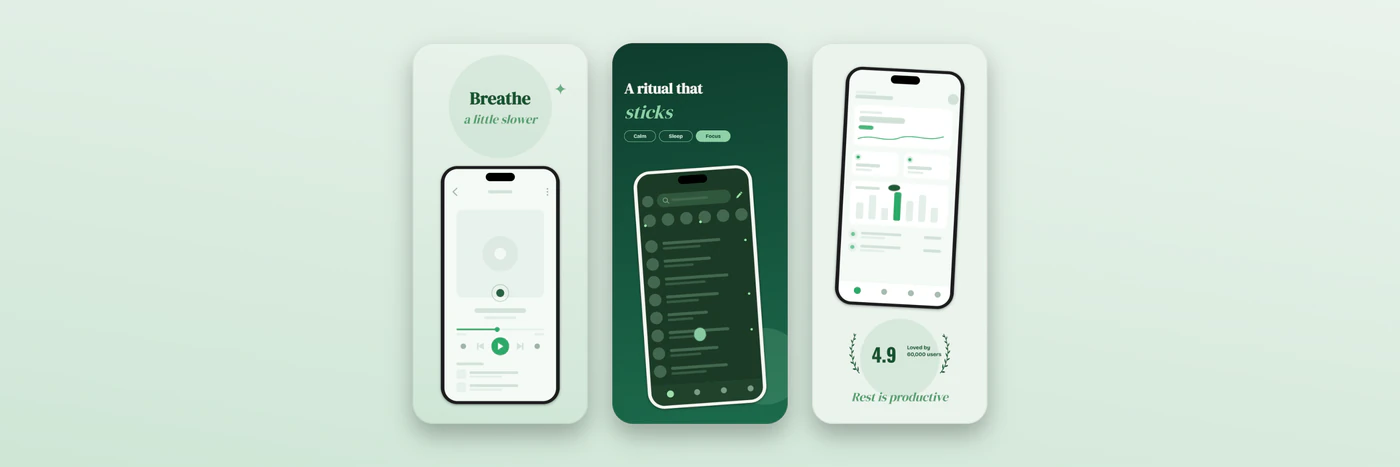 Breathe
a little slower
A ritual that
sticks
Calm
Sleep
Focus
4.9
Loved by
60,000 users
Rest is productive